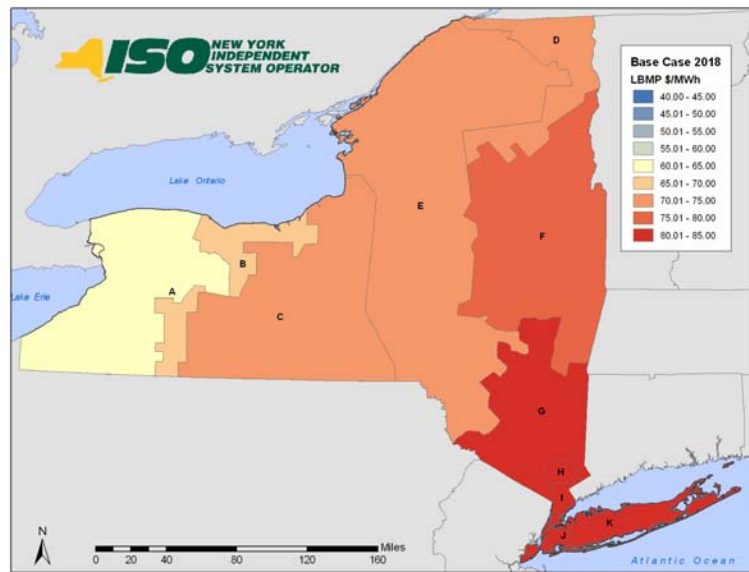 ISO NEW YORK
INDEPENDENT
SYSTEM OPERATOR
Base Case 2018
LBMP $/MWh
40.00 - 45.00
45.01 - 50.00
50.01 - 55.00
55.01 - 60.00
60.01 - 65.00
65.01 - 70.00
70.01 - 75.00
75.01 - 80.00
80.01 - 85.00
D
Lake Ontario
E
F
B
A
Lake Erie
C
G
H
I
J
K
N
Miles
0 20 40 80 120 160
Atlantic Ocean